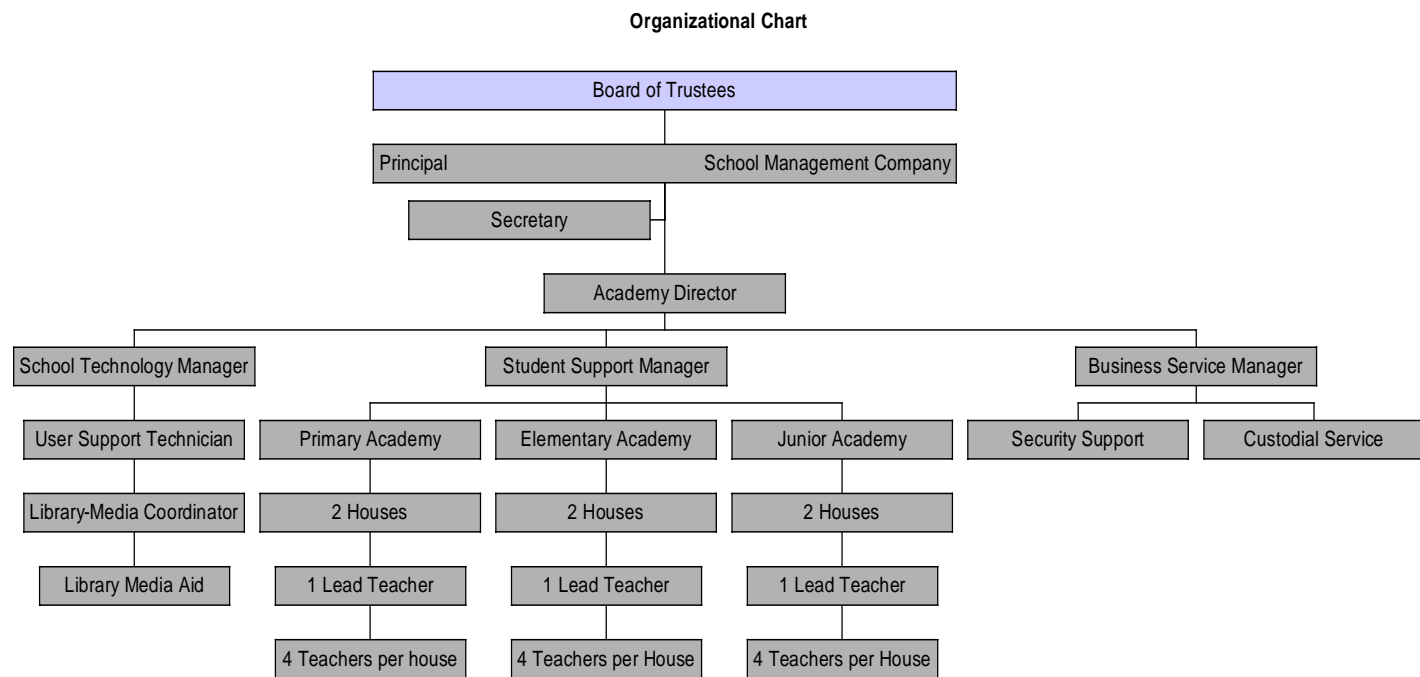 Organizational Chart
Board of Trustees
Principal School Management Company
Secretary
Academy Director
School Technology Manager
Student Support Manager
Business Service Manager
User Support Technician
Primary Academy
Elementary Academy
Junior Academy
Security Support
Custodial Service
Library-Media Coordinator
2 Houses
2 Houses
2 Houses
Library Media Aid
1 Lead Teacher
1 Lead Teacher
1 Lead Teacher
4 Teachers per house
4 Teachers per House
4 Teachers per House